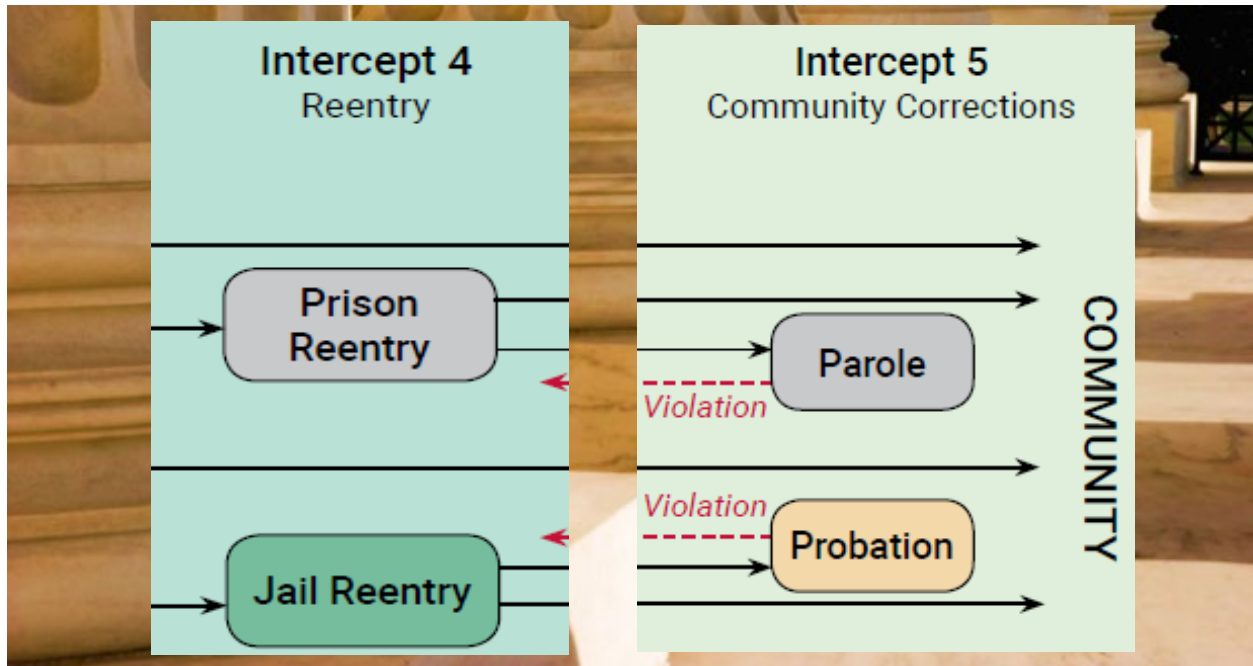 Intercept 4
Reentry
Prison
Reentry
Jail Reentry
Intercept 5
Community Corrections
Parole
Violation
Violation
Probation
COMMUNITY